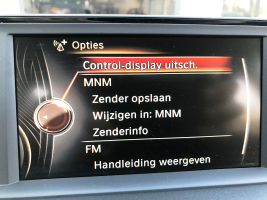 Opties
Control-display uitsch.
MNM
Zender opslaan
Wijzigen in: MNM
Zenderinfo
FM
Handleiding weergeven